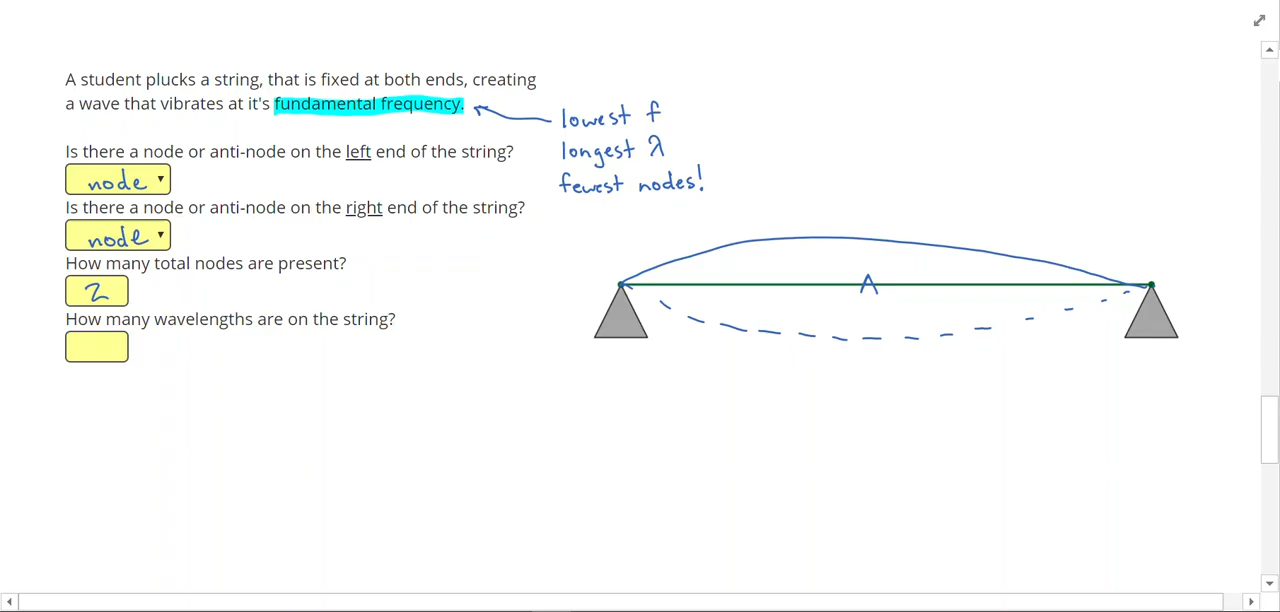 A student plucks a string, that is fixed at both ends, creating
a wave that vibrates at it's fundamental frequency.
lowest f
longest λ
fewest nodes!
Is there a node or anti-node on the left end of the string?
node
Is there a node or anti-node on the right end of the string?
node
How many total nodes are present?
2
How many wavelengths are on the string?
A